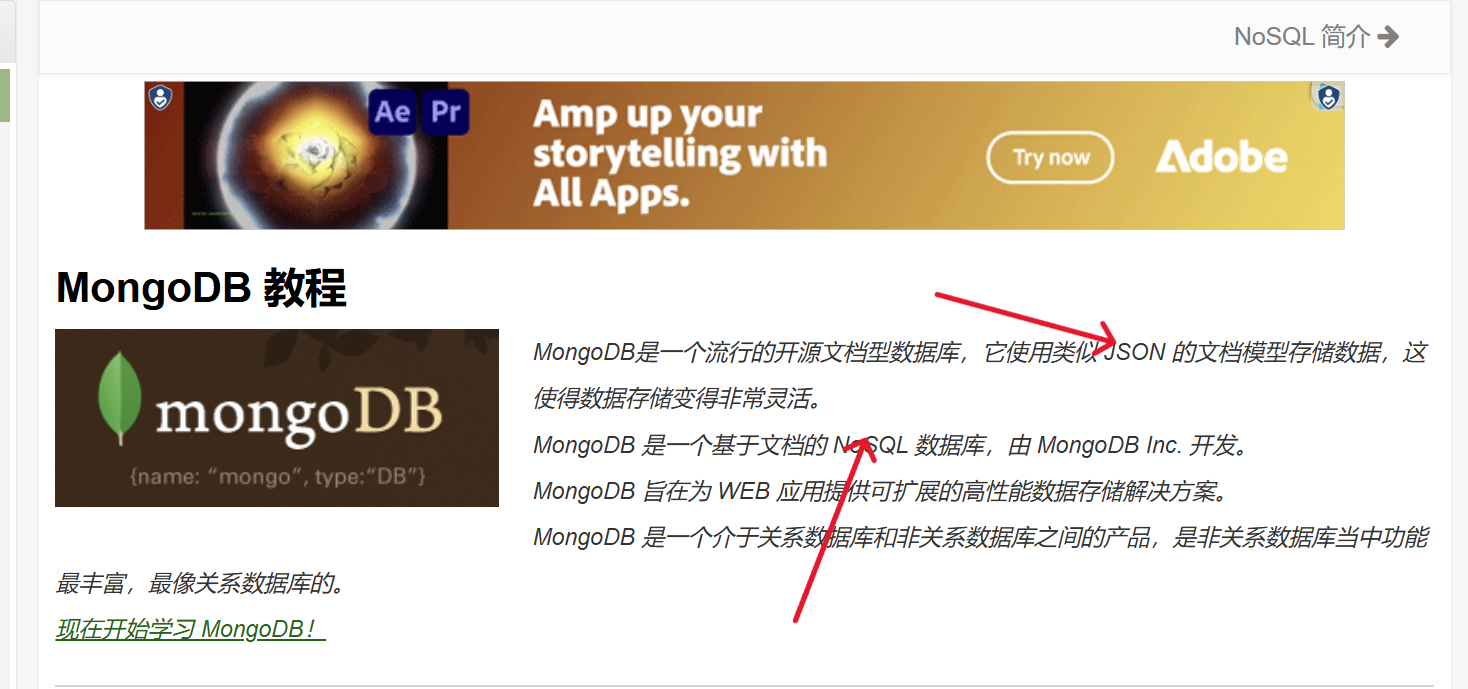 NoSQL 简介
Ae Pr
Amp up your
storytelling with
All Apps.
Try now
Adobe
MongoDB 教程
mongoDB
{name: “mongo”, type:“DB”}
MongoDB是一个流行的开源文档型数据库，它使用类似 JSON 的文档模型存储数据，这
使得数据存储变得非常灵活。
MongoDB 是一个基于文档的 NoSQL 数据库，由 MongoDB Inc. 开发。
MongoDB 旨在为 WEB 应用提供可扩展的高性能数据存储解决方案。
MongoDB 是一个介于关系数据库和非关系数据库之间的产品，是非关系数据库当中功能
最丰富，最像关系数据库的。
现在开始学习 MongoDB！